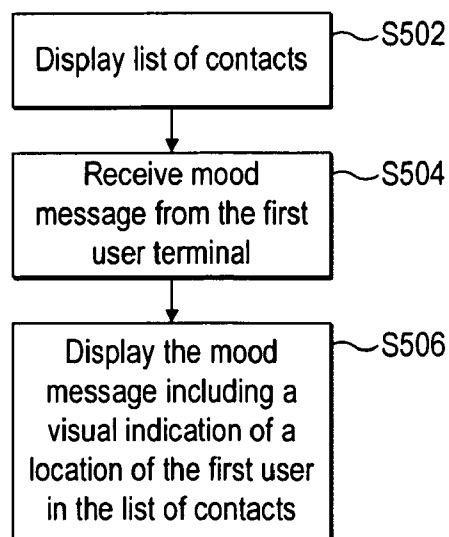 Display list of contacts
S502
Receive mood
message from the first
user terminal
S504
Display the mood
message including a
visual indication of a
location of the first user
in the list of contacts
S506